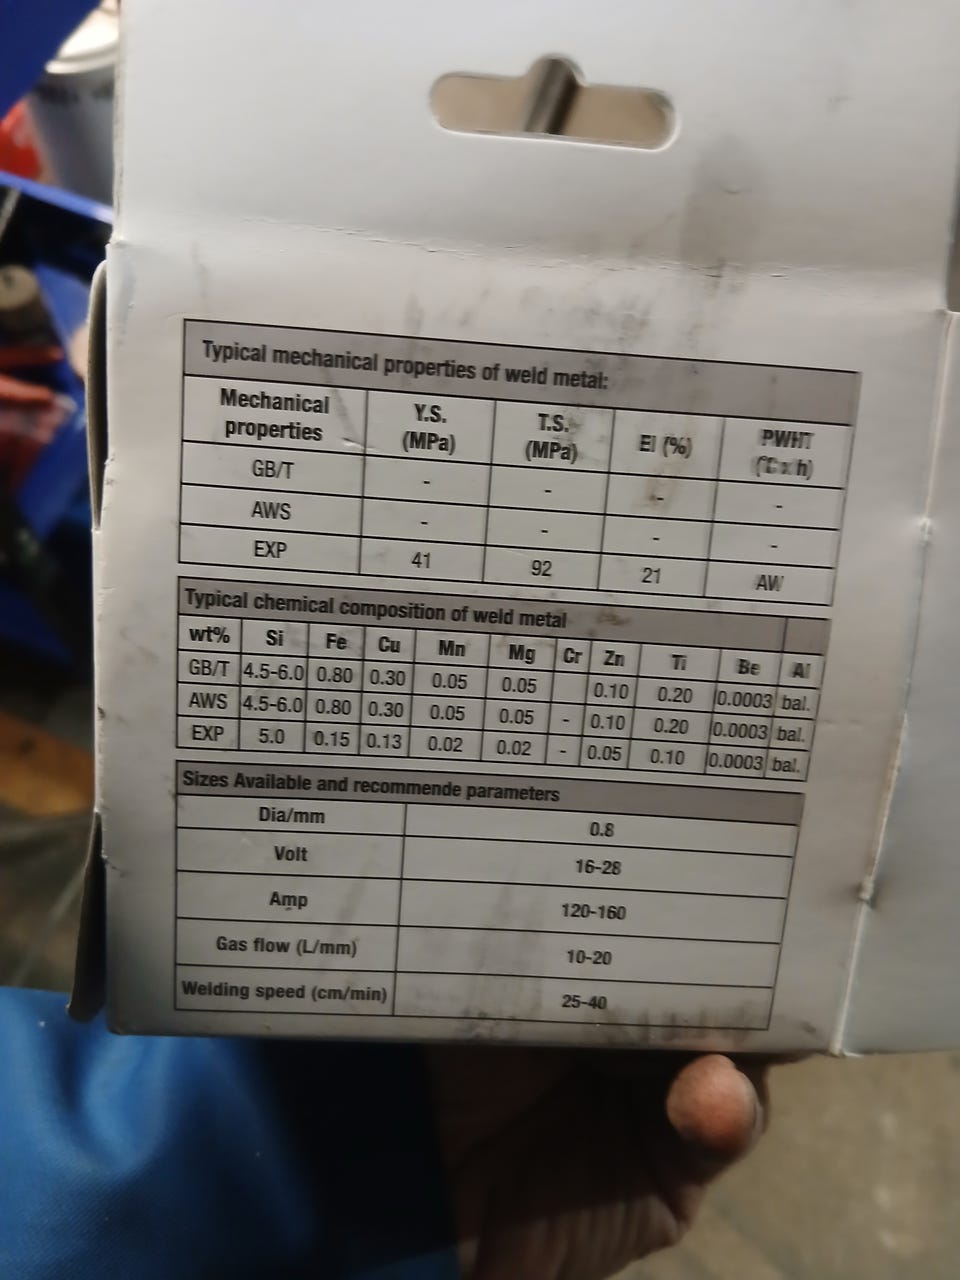 Typical mechanical properties of weld metal:
Mechanical properties Y.S. (MPa) T.S. (MPa) El (%) PWHT (℃ x h)
GB/T - - - -
AWS - - - -
EXP 41 92 21 AW
Typical chemical composition of weld metal
wt% Si Fe Cu Mn Mg Cr Zn Ti Be Al
GB/T 4.5-6.0 0.80 0.30 0.05 0.05 0.10 0.20 0.0003 bal.
AWS 4.5-6.0 0.80 0.30 0.05 0.05 - 0.10 0.20 0.0003 bal.
EXP 5.0 0.15 0.13 0.02 0.02 - 0.05 0.10 0.0003 bal.
Sizes Available and recommende parameters
Dia/mm 0.8
Volt 16-28
Amp 120-160
Gas flow (L/mm) 10-20
Welding speed (cm/min) 25-40